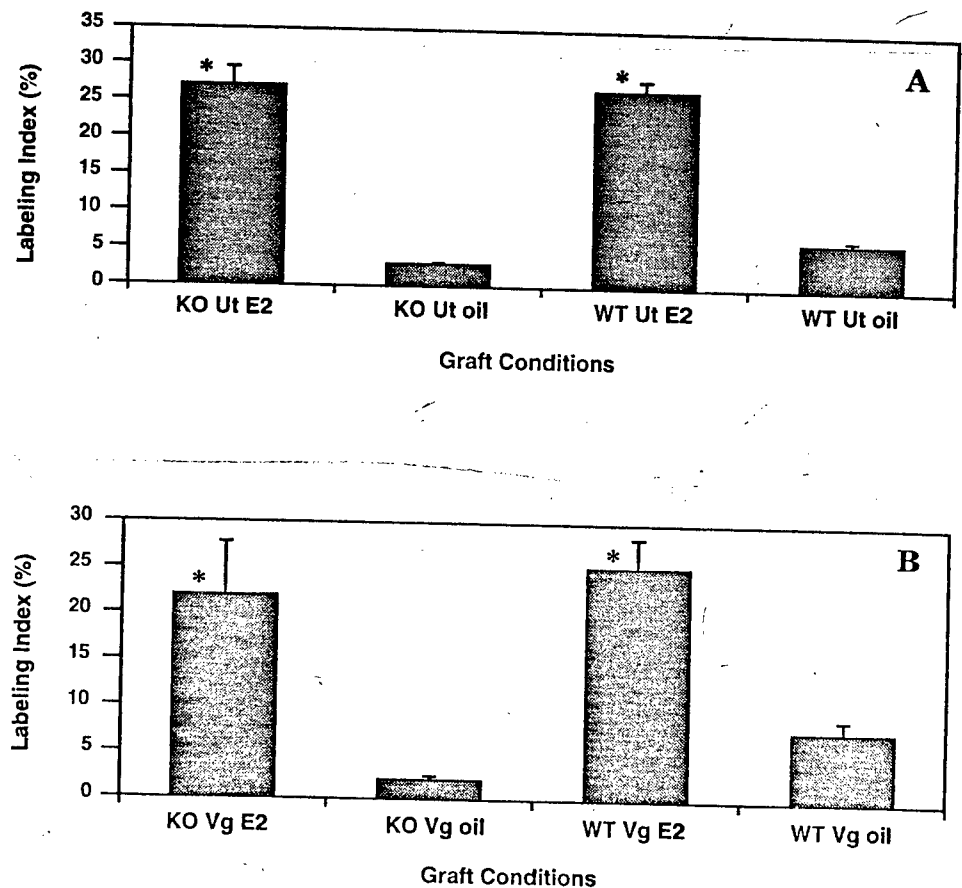 35
30
25
20
15
10
5
0
Labeling Index (%)
*
*
A
KO Ut E2
KO Ut oil
WT Ut E2
WT Ut oil
Graft Conditions
30
25
20
15
10
5
0
Labeling Index (%)
*
*
B
KO Vg E2
KO Vg oil
WT Vg E2
WT Vg oil
Graft Conditions